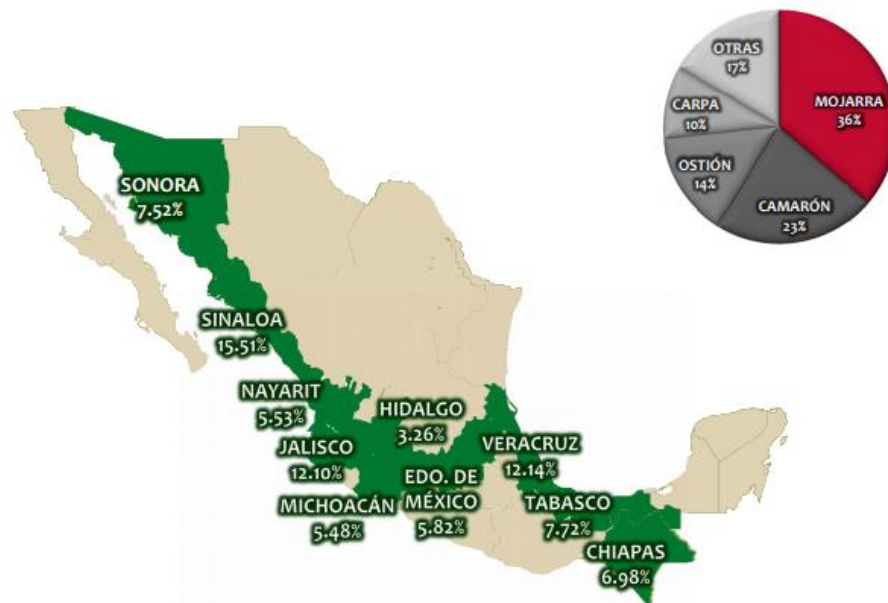 OTRAS
17%
MOJARRA
36%
CARPA
10%
OSTIÓN
14%
CAMARÓN
23%
SONORA
7.52%
SINALOA
15.51%
NAYARIT
5.53%
HIDALGO
3.26%
JALISCO
12.10%
VERACRUZ
12.14%
EDO. DE
MÉXICO
5.82%
MICHOACÁN
5.48%
TABASCO
7.72%
CHIAPAS
6.98%